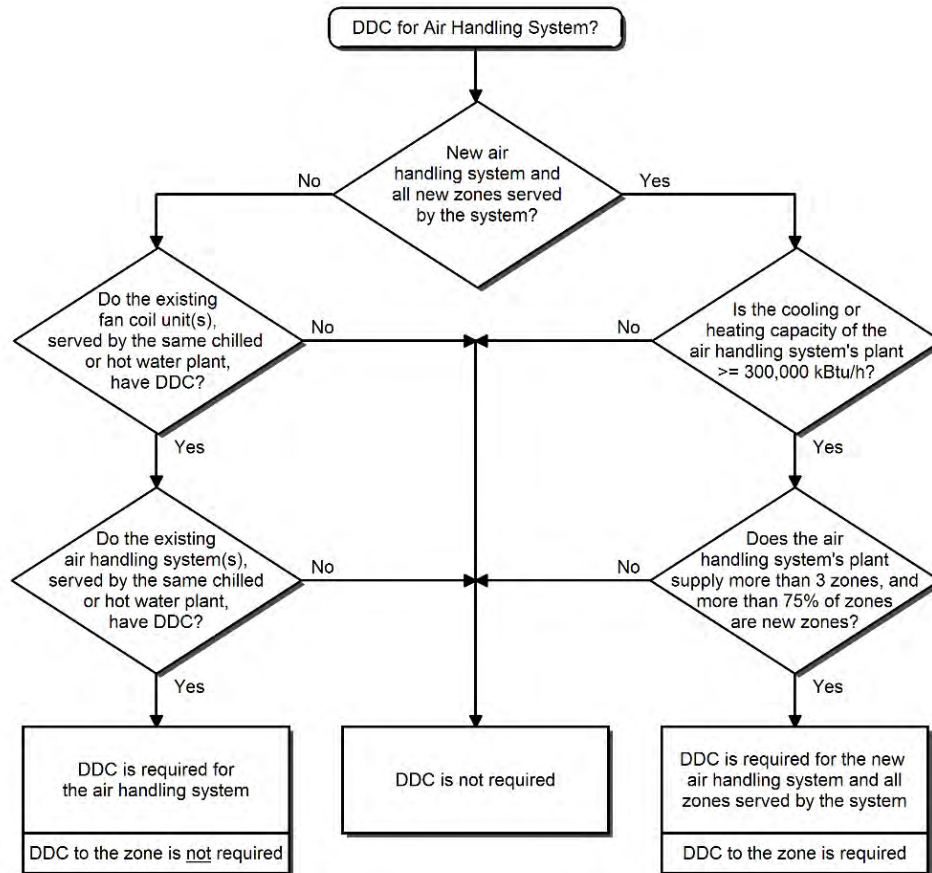 DDC for Air Handling System?
New air
handling system and
all new zones served
by the system?
No
Yes
Do the existing
fan coil unit(s),
served by the same chilled
or hot water plant,
have DDC?
No
No
Is the cooling or
heating capacity of the
air handling system's plant
>= 300,000 kBtu/h?
Yes
Yes
Do the existing
air handling system(s),
served by the same chilled
or hot water plant,
have DDC?
No
No
Does the air
handling system's plant
supply more than 3 zones, and
more than 75% of zones
are new zones?
Yes
Yes
DDC is required for
the air handling system
DDC to the zone is not required
DDC is not required
DDC is required for the new
air handling system and all
zones served by the system
DDC to the zone is required